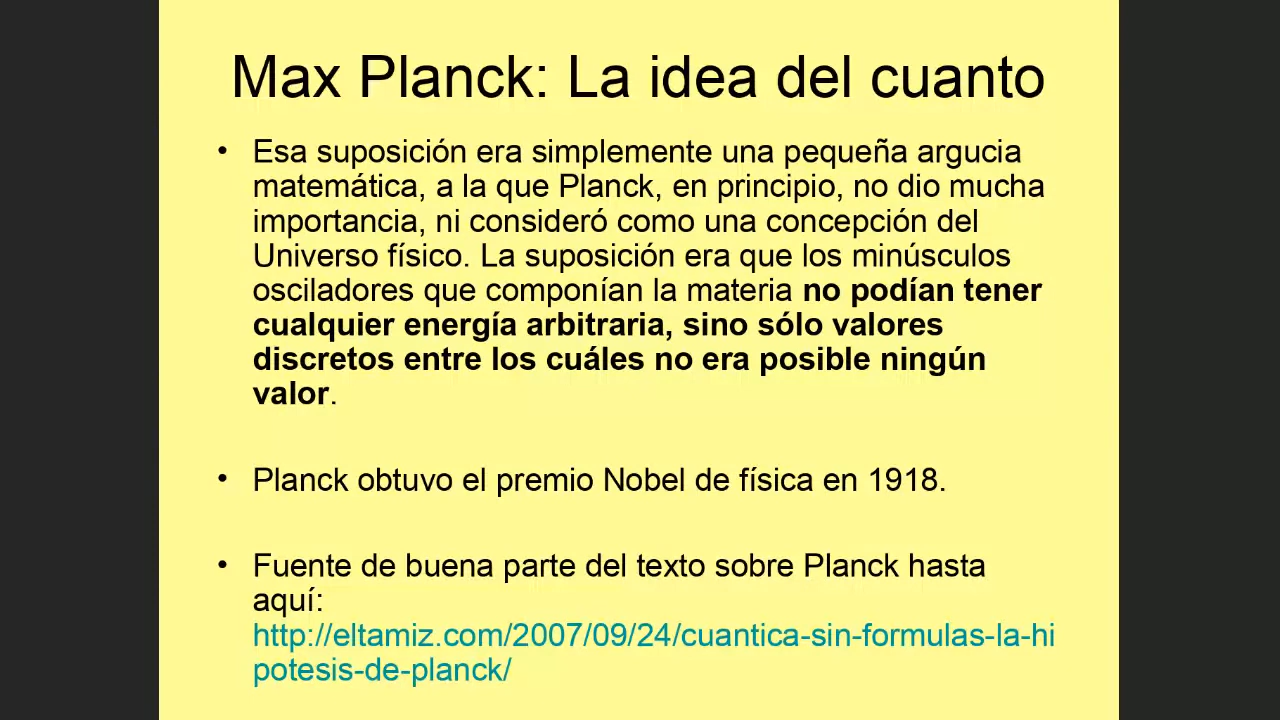 Max Planck: La idea del cuanto
• Esa suposición era simplemente una pequeña argucia
matemática, a la que Planck, en principio, no dio mucha
importancia, ni consideró como una concepción del
Universo físico. La suposición era que los minúsculos
osciladores que componían la materia no podían tener
cualquier energía arbitraria, sino sólo valores
discretos entre los cuáles no era posible ningún
valor.
• Planck obtuvo el premio Nobel de física en 1918.
• Fuente de buena parte del texto sobre Planck hasta
aquí:
http://eltamiz.com/2007/09/24/cuantica-sin-formulas-la-hi
potesis-de-planck/